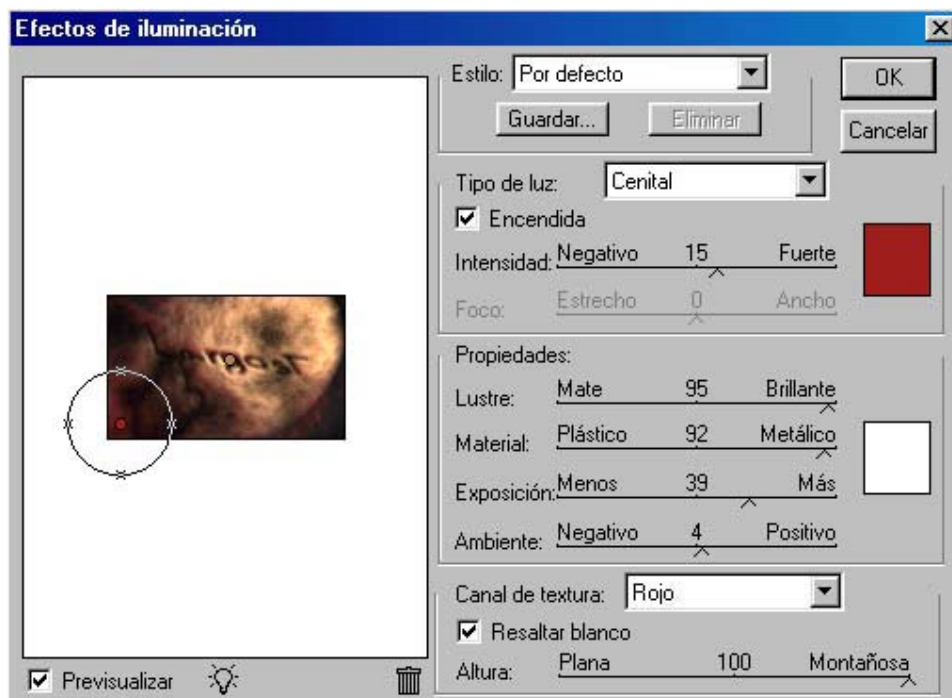 Efectos de iluminación
Estilo: Por defecto
OK
Guardar... Eliminar
Cancelar
Tipo de luz: Cenital
Encendida
Intensidad: Negativo 15 Fuerte
Foco: Estrecho 0 Ancho
Propiedades:
Lustre: Mate 95 Brillante
Material: Plástico 92 Metálico
Exposición: Menos 39 Más
Ambiente: Negativo 4 Positivo
Canal de textura: Rojo
Resaltar blanco
Altura: Plana 100 Montañosa
Previsualizar